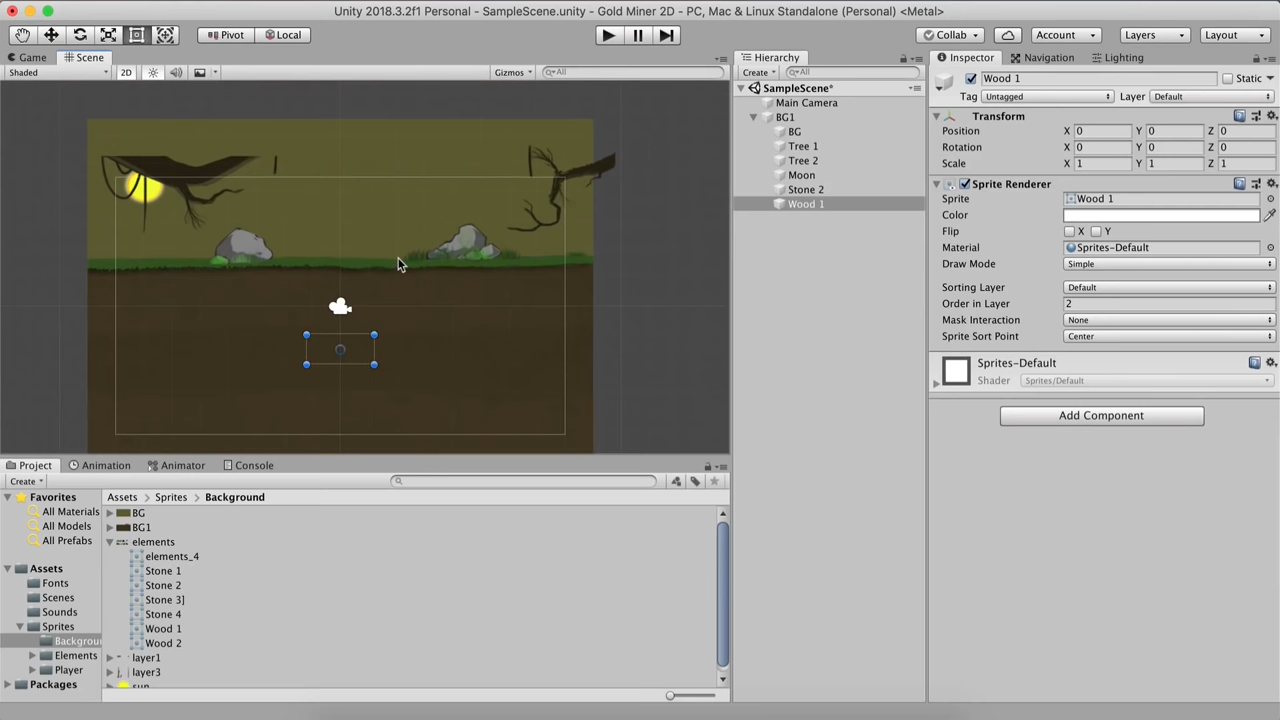 Unity 2018.3.2f1 Personal - SampleScene.unity - Gold Miner 2D - PC, Mac & Linux Standalone (Personal) <Metal>
Pivot Local Collab Account Layers Layout
Game Scene
Shaded 2D Gizmos All
Hierarchy
Create All
SampleScene*
Main Camera
BG1
BG
Tree 1
Tree 2
Moon
Stone 2
Wood 1
Inspector Navigation Lighting
Wood 1 Static
Tag Untagged Layer Default
Transform
Position X 0 Y 0 Z 0
Rotation X 0 Y 0 Z 0
Scale X 1 Y 1 Z 1
Sprite Renderer
Sprite Wood 1
Color
Flip X Y
Material Sprites-Default
Draw Mode Simple
Sorting Layer Default
Order in Layer 2
Mask Interaction None
Sprite Sort Point Center
Sprites-Default
Shader Sprites/Default
Add Component
Project Animation Animator Console
Create
Favorites
All Materials
All Models
All Prefabs
Assets
Fonts
Scenes
Sounds
Sprites
Backgrou
Elements
Player
Packages
Assets Sprites Background
BG
BG1
elements
elements_4
Stone 1
Stone 2
Stone 3]
Stone 4
Wood 1
Wood 2
layer1
layer3
sun